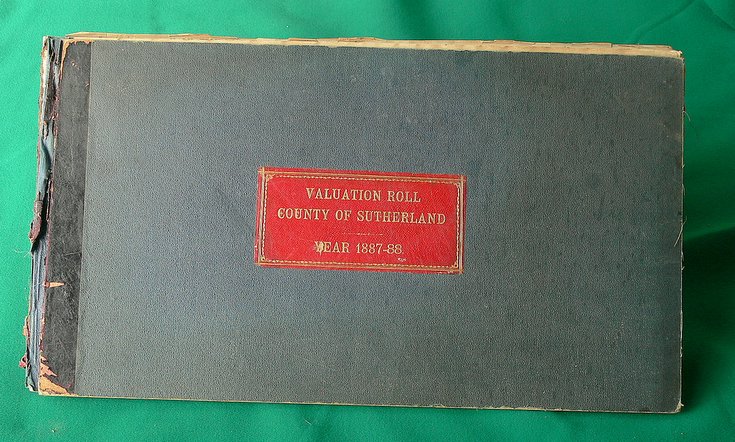 VALUATION ROLL
COUNTY OF SUTHERLAND
YEAR 1887-88.